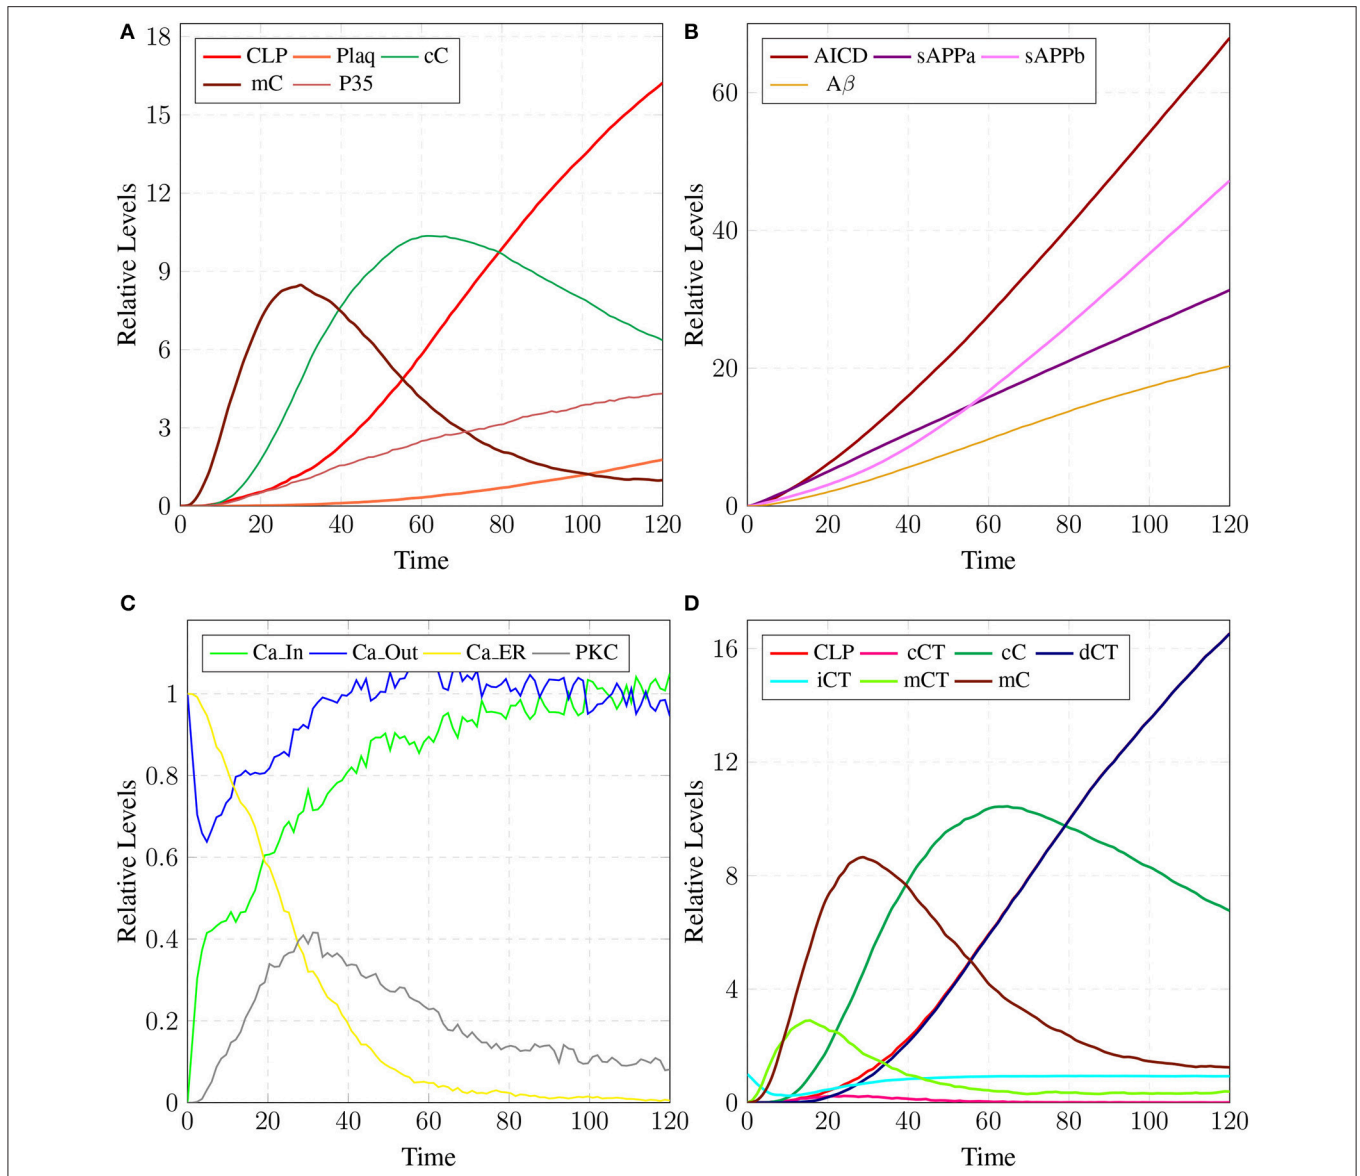 A
CLP Plaq cC
mC P35
18
15
12
9
6
3
0
0 20 40 60 80 100 120
Relative Levels
Time
B
AICD sAPPa sAPPb
Aβ
60
40
20
0
0 20 40 60 80 100 120
Relative Levels
Time
C
Ca_In Ca_Out Ca_ER PKC
1
0.8
0.6
0.4
0.2
0
0 20 40 60 80 100 120
Relative Levels
Time
D
CLP cCT cC dCT
iCT mCT mC
16
12
8
4
0
0 20 40 60 80 100 120
Relative Levels
Time